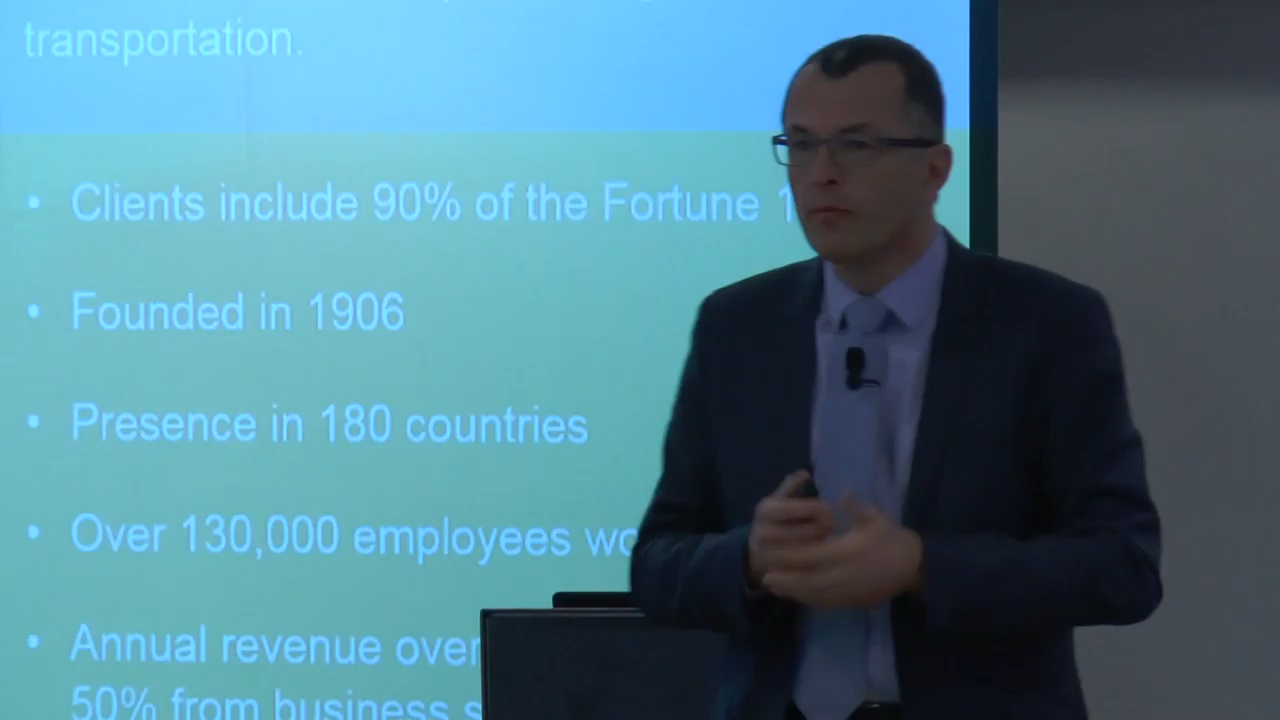 transportation.
• Clients include 90% of the Fortune 1
• Founded in 1906
• Presence in 180 countries
• Over 130,000 employees wo
• Annual revenue over
50% from business s